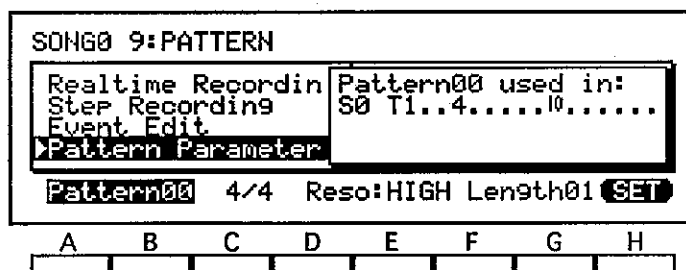 SONG0 9:PATTERN
Realtime Recordin
Step Recording
Event Edit
>Pattern Parameter
Pattern00 used in:
S0 T1..4.....10......
Pattern00 4/4 Reso:HIGH Length01 SET
A B C D E F G H